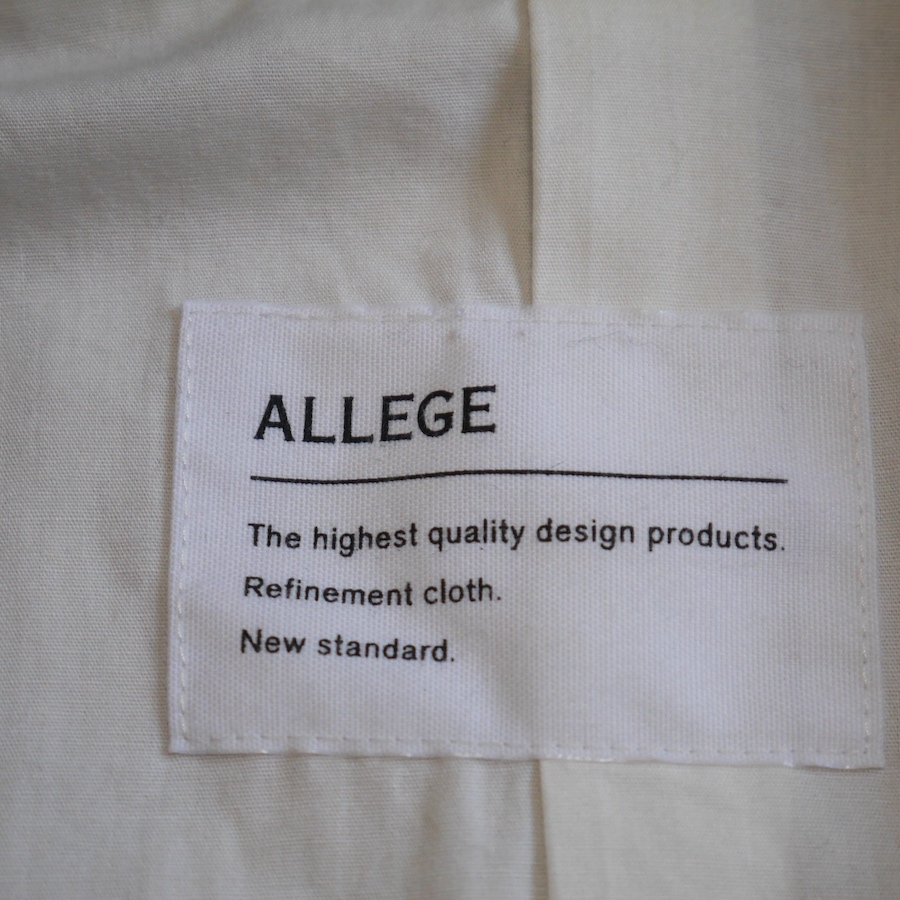 ALLEGE
The highest quality design products.
Refinement cloth.
New standard.